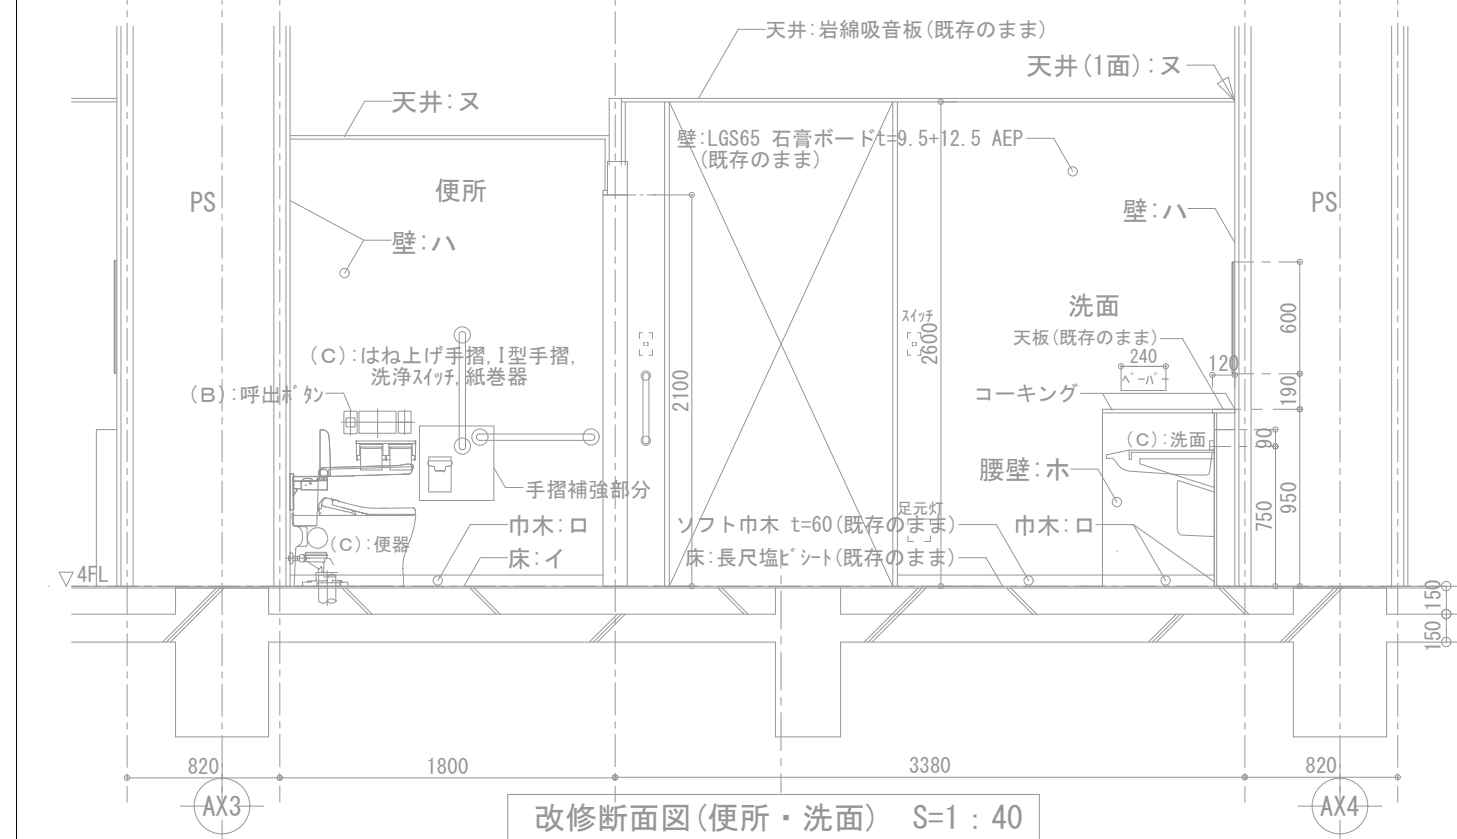 天井:岩綿吸音板(既存のまま)
天井(1面):ヌ
天井:ヌ
壁:LGS65 石膏ボードt=9.5+12.5 AEP
(既存のまま)
PS
便所
PS
壁:ハ
壁:ハ
洗面
600
スイッチ
2600
天板(既存のまま)
(C):はね上げ手摺,I型手摺,
洗浄スイッチ,紙巻器
240
120
ペーパー
190
(B):呼出ボタン
2100
コーキング
(C):洗面
90
腰壁:ホ
手摺補強部分
950
750
足元灯
巾木:ロ
ソフト巾木 t=60(既存のまま)
巾木:ロ
(C):便器
床:イ
床:長尺塩ビシート(既存のまま)
4FL
150
150
820
1800
3380
820
AX3
AX4
改修断面図(便所・洗面) S=1:40